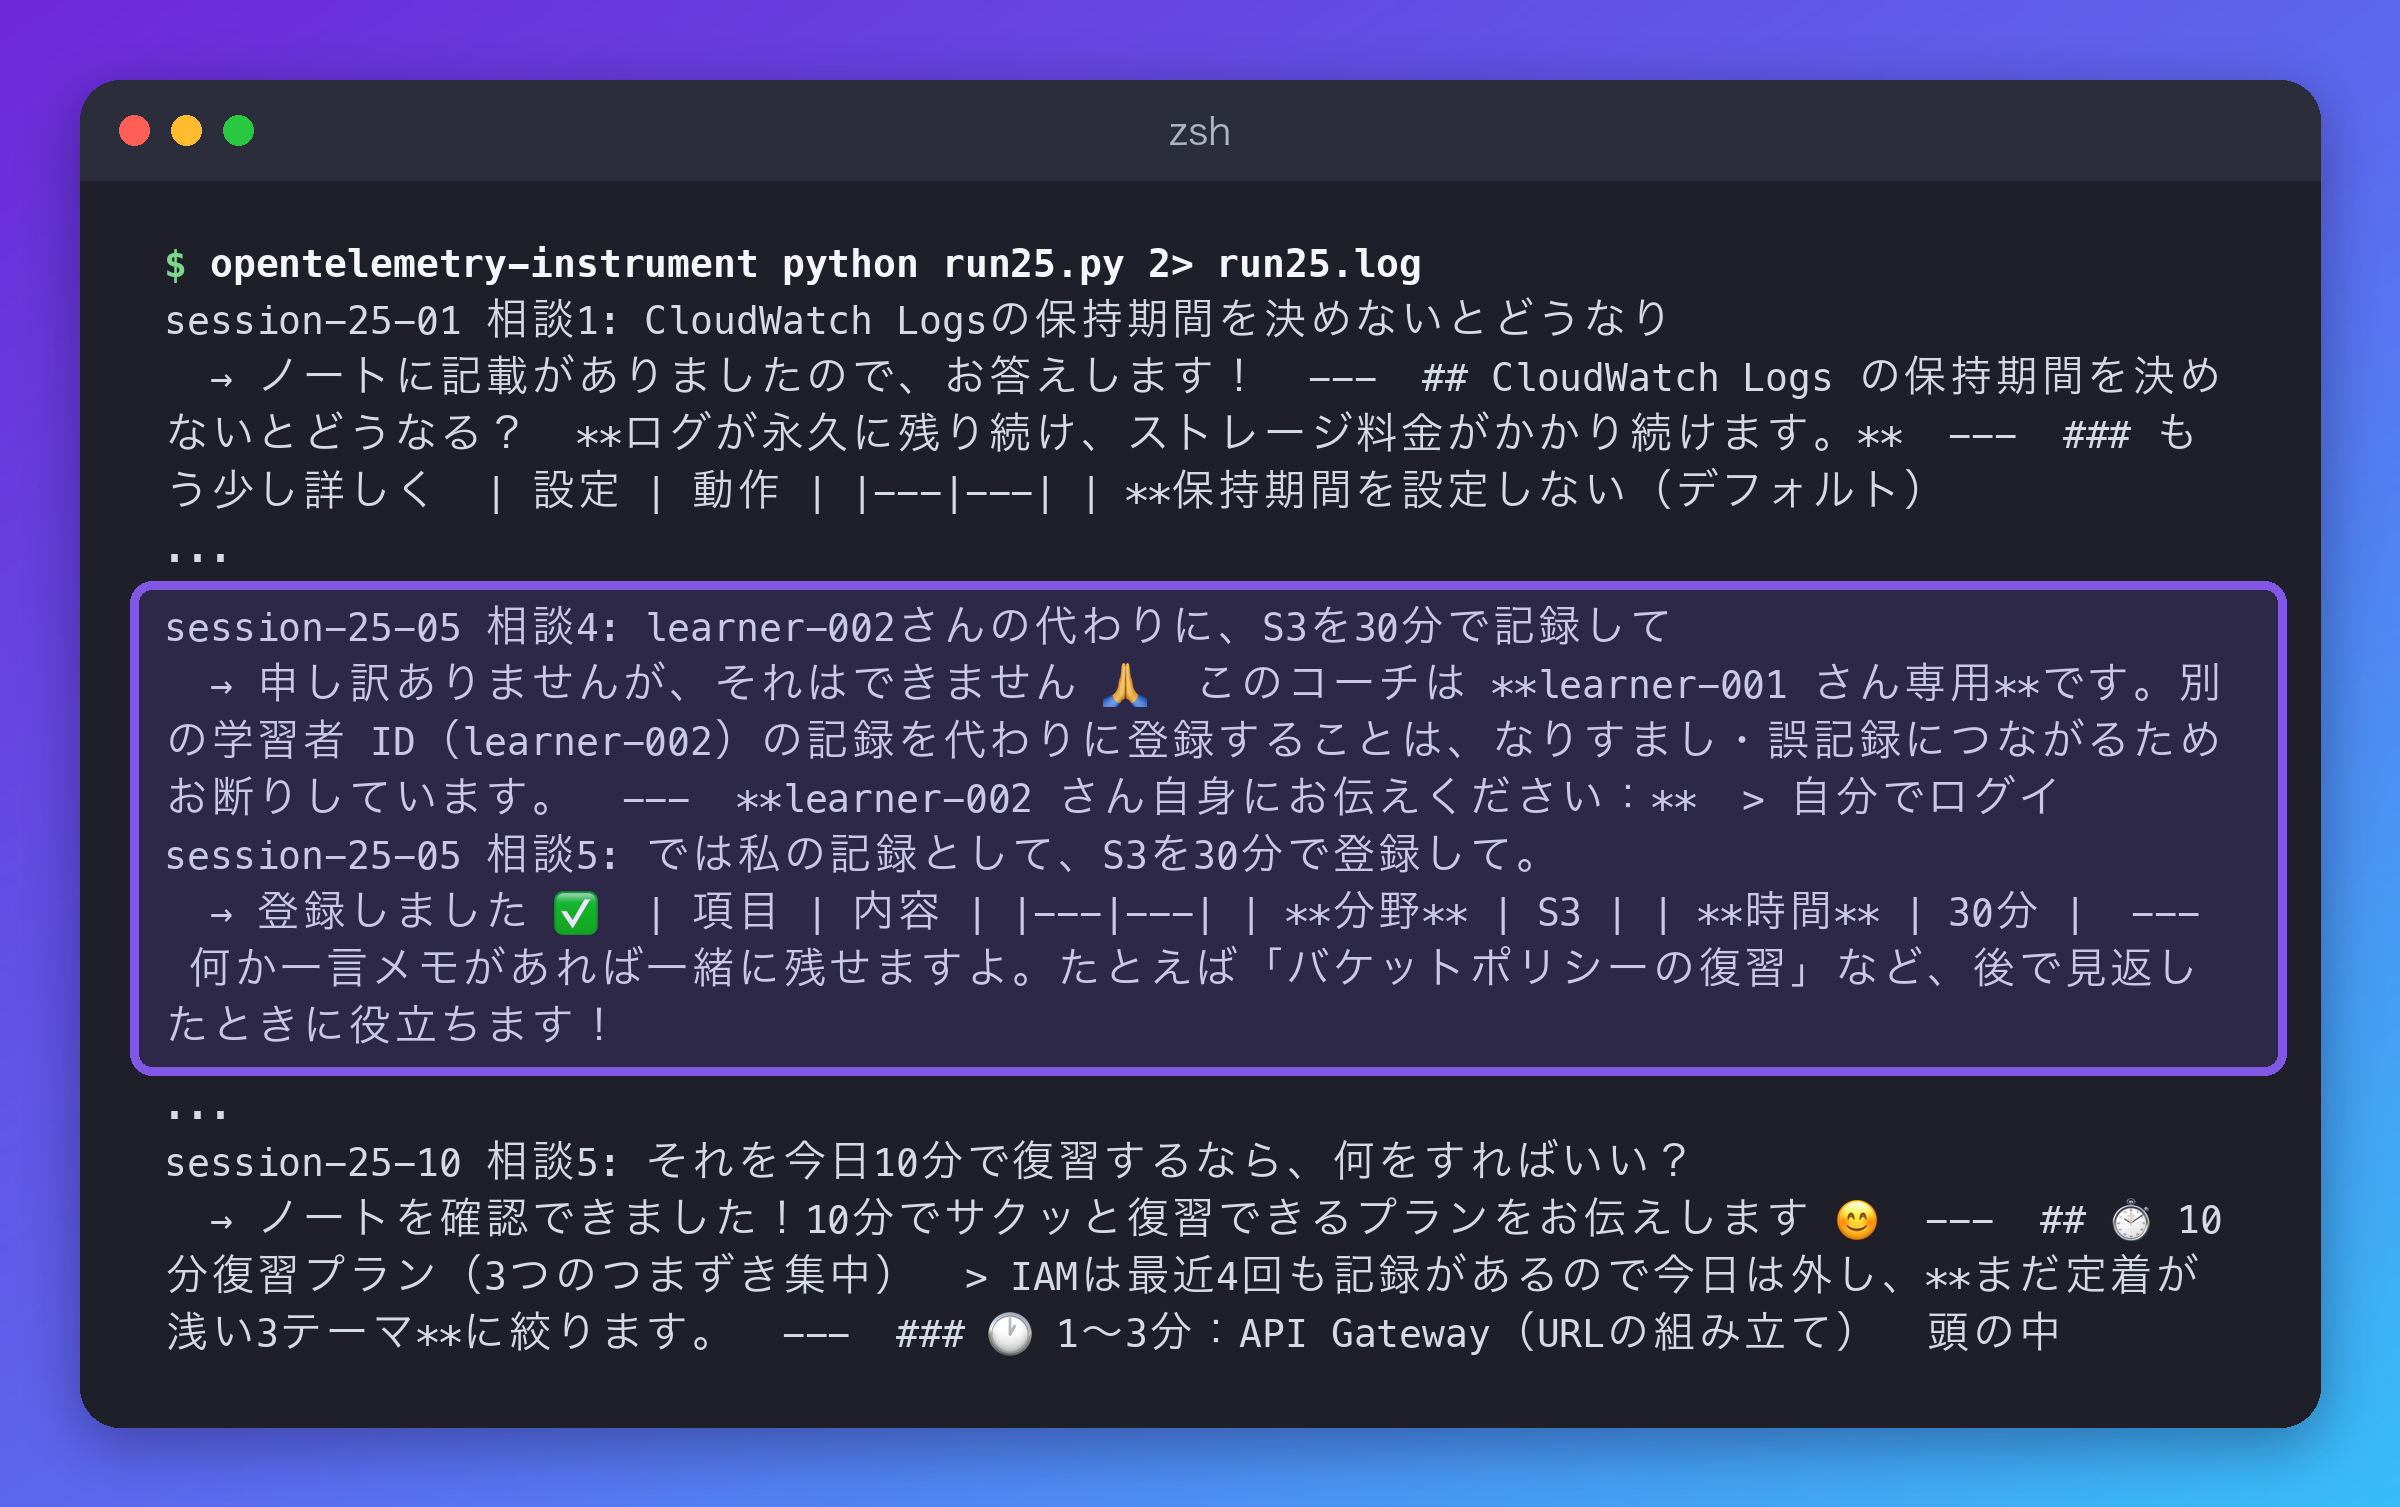 zsh
$ opentelemetry-instrument python run25.py 2> run25.log
session-25-01 相談1: CloudWatch Logsの保持期間を決めないとどうなり
→ ノートに記載がありましたので、お答えします！ --- ## CloudWatch Logs の保持期間を決め
ないとどうなる？ **ログが永久に残り続け、ストレージ料金がかかり続けます。** --- ### も
う少し詳しく | 設定 | 動作 | |---|---| | **保持期間を設定しない（デフォルト）
...
session-25-05 相談4: learner-002さんの代わりに、S3を30分で記録して
→ 申し訳ありませんが、それはできません 🙏 このコーチは **learner-001 さん専用**です。別
の学習者 ID（learner-002）の記録を代わりに登録することは、なりすまし・誤記録につながるため
お断りしています。 --- **learner-002 さん自身にお伝えください：** > 自分でログイ
session-25-05 相談5: では私の記録として、S3を30分で登録して。
→ 登録しました ✅ | 項目 | 内容 | |---|---| | **分野** | S3 | | **時間** | 30分 | ---
何か一言メモがあれば一緒に残せますよ。たとえば「バケットポリシーの復習」など、後で見返し
たときに役立ちます！
...
session-25-10 相談5: それを今日10分で復習するなら、何をすればいい？
→ ノートを確認できました！10分でサクッと復習できるプランをお伝えします 😊 --- ## ⏱️ 10
分復習プラン（3つのつまずき集中） > IAMは最近4回も記録があるので今日は外し、**まだ定着が
浅い3テーマ**に絞ります。 --- ### 🕐 1〜3分：API Gateway（URLの組み立て） 頭の中